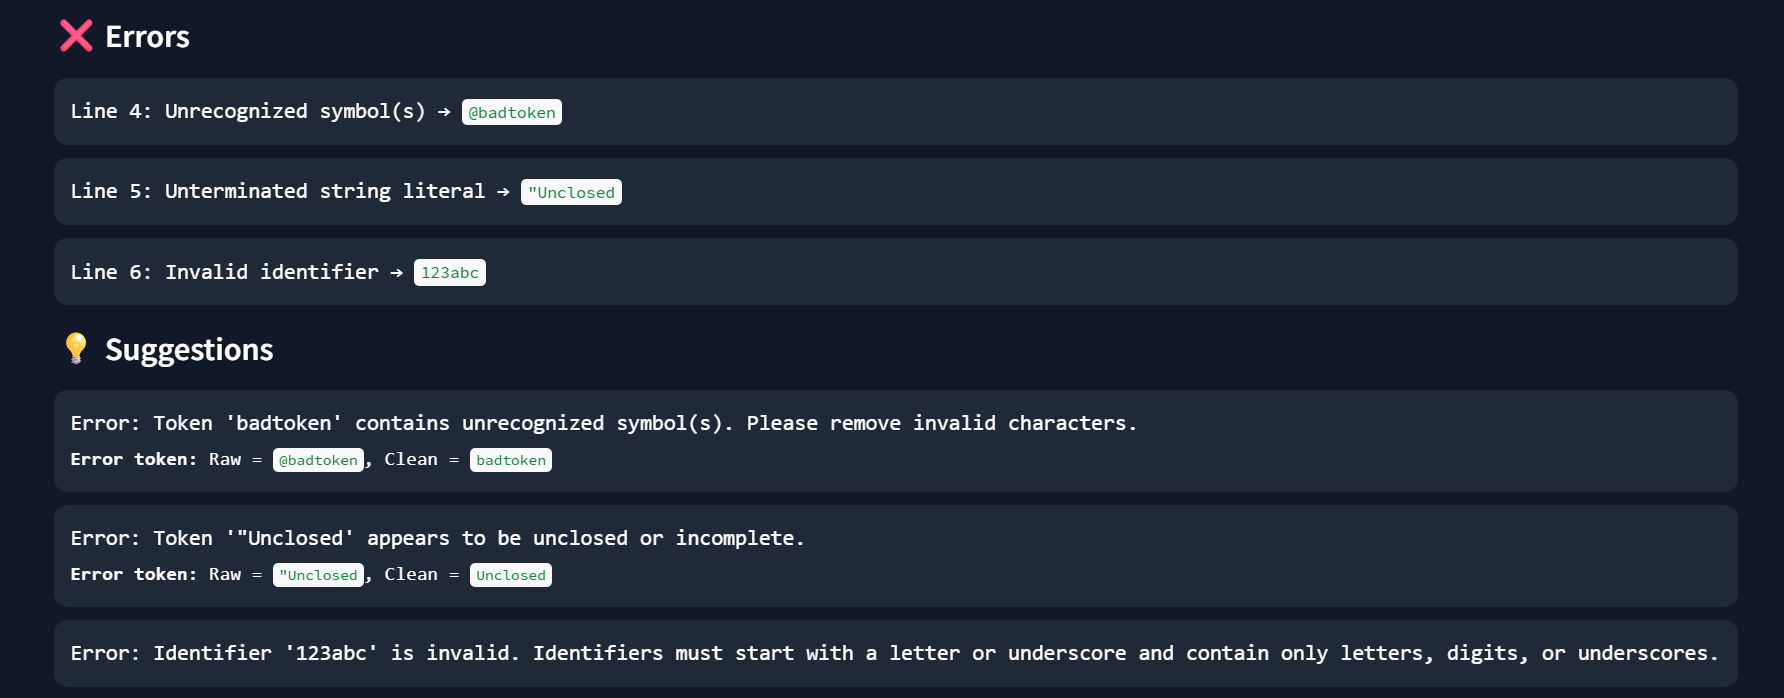 ❌ Errors
Line 4: Unrecognized symbol(s) → @badtoken
Line 5: Unterminated string literal → "Unclosed
Line 6: Invalid identifier → 123abc
💡 Suggestions
Error: Token 'badtoken' contains unrecognized symbol(s). Please remove invalid characters.
Error token: Raw = @badtoken, Clean = badtoken
Error: Token '"Unclosed' appears to be unclosed or incomplete.
Error token: Raw = "Unclosed, Clean = Unclosed
Error: Identifier '123abc' is invalid. Identifiers must start with a letter or underscore and contain only letters, digits, or underscores.